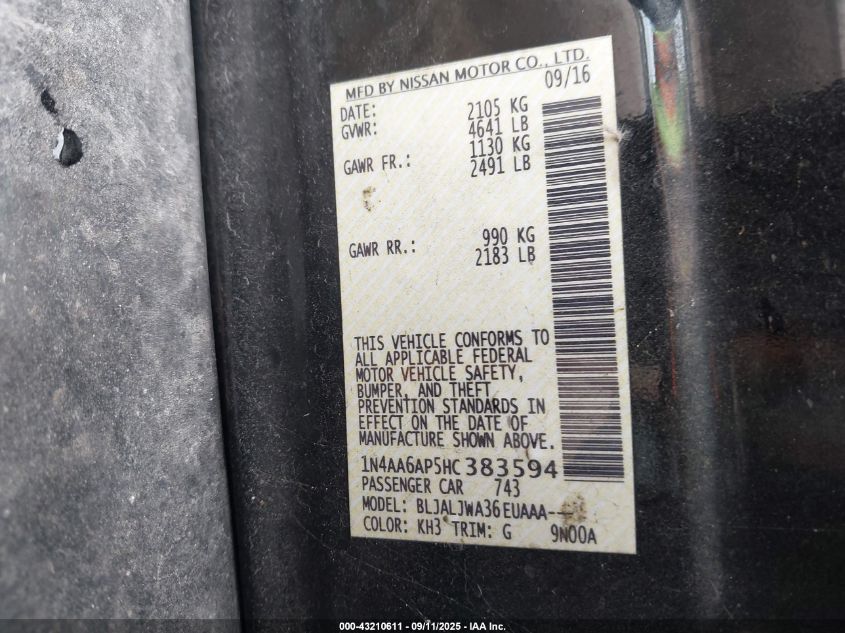 MFD BY NISSAN MOTOR CO., LTD.
DATE: 09/16
GVWR: 2105 KG
4641 LB
GAWR FR.: 1130 KG
2491 LB
GAWR RR.: 990 KG
2183 LB
THIS VEHICLE CONFORMS TO
ALL APPLICABLE FEDERAL
MOTOR VEHICLE SAFETY,
BUMPER, AND THEFT
PREVENTION STANDARDS IN
EFFECT ON THE DATE OF
MANUFACTURE SHOWN ABOVE.
1N4AA6AP5HC383594
PASSENGER CAR 743
MODEL: BLJALJWA36EUAAA--
COLOR: KH3 TRIM: G 9N00A
000-43210611 - 09/11/2025 - IAA Inc.